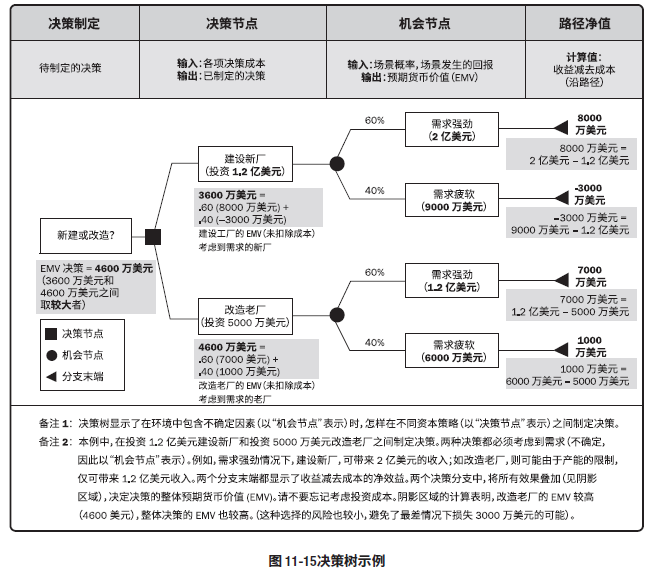 决策制定
决策节点
机会节点
路径净值
待制定的决策
输入：各项决策成本
输出：已制定的决策
输入：场景概率，场景发生的回报
输出：预期货币价值（EMV）
计算值：
收益减去成本
（沿路径）
新建或改造？
EMV 决策 = 4600 万美元
（3600 万美元和
4600 万美元之间
取较大者）
决策节点
机会节点
分支末端
建设新厂
（投资 1.2 亿美元）
3600 万美元 =
.60 (8000 万美元) +
.40 (–3000 万美元)
建设工厂的 EMV（未扣除成本）
考虑到需求的新厂
改造老厂
（投资 5000 万美元）
4600 万美元 =
.60 (7000 美元) +
.40 (1000 万美元)
改造老厂的 EMV（未扣除成本）
考虑到需求的老厂
60%
需求强劲
（2 亿美元）
8000
万美元
8000 万美元 =
2 亿美元 – 1.2 亿美元
40%
需求疲软
（9000 万美元）
-3000
万美元
–3000 万美元 =
9000 万美元 – 1.2 亿美元
60%
需求强劲
（1.2 亿美元）
7000
万美元
7000 万美元 =
1.2 亿美元 – 5000 万美元
40%
需求疲软
（6000 万美元）
1000
万美元
1000 万美元 =
6000 万美元 – 5000 万美元
备注 1：决策树显示了在环境中包含不确定因素（以“机会节点”表示）时，怎样在不同资本策略（以“决策节点”表示）之间制定决策。
备注 2：本例中，在投资 1.2 亿美元建设新厂和投资 5000 万美元改造老厂之间制定决策。两种决策都必须考虑到需求（不确定，
因此以“机会节点”表示）。例如，需求强劲情况下，建设新厂，可带来 2 亿美元的收入；如改造老厂，则可能由于产能的限制，
仅可带来 1.2 亿美元收入。两个分支末端都显示了收益减去成本的净效益。两个决策分支中，将所有效果叠加（见阴影
区域），决定决策的整体预期货币价值 (EMV)。请不要忘记考虑投资成本。阴影区域的计算表明，改造老厂的 EMV 较高
（4600 美元），整体决策的 EMV 也较高。（这种选择的风险也较小，避免了最差情况下损失 3000 万美元的可能）。
图 11-15决策树示例